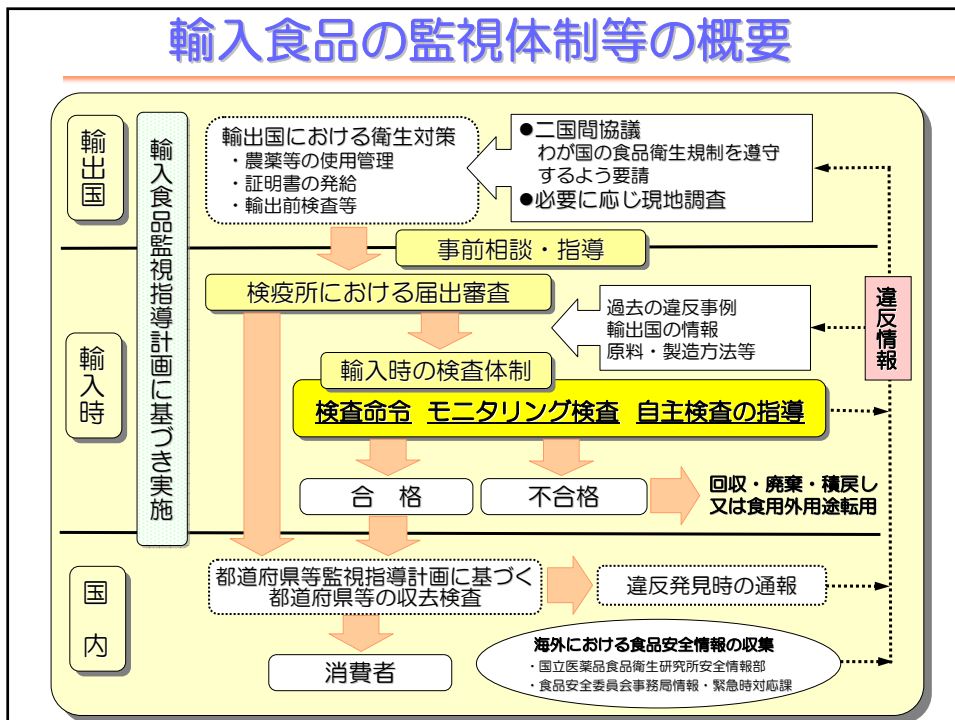 輸入食品の監視体制等の概要
輸出国
輸入食品監視指導計画に基づき実施
輸出国における衛生対策
・農薬等の使用管理
・証明書の発給
・輸出前検査等
●二国間協議
わが国の食品衛生規制を遵守
するよう要請
●必要に応じ現地調査
事前相談・指導
検疫所における届出審査
違反情報
輸入時
過去の違反事例
輸出国の情報
原料・製造方法等
輸入時の検査体制
検査命令 モニタリング検査 自主検査の指導
合 格
不合格
回収・廃棄・積戻し
又は食用外用途転用
国内
都道府県等監視指導計画に基づく
都道府県等の収去検査
違反発見時の通報
消費者
海外における食品安全情報の収集
・国立医薬品食品衛生研究所安全情報部
・食品安全委員会事務局情報・緊急時対応課